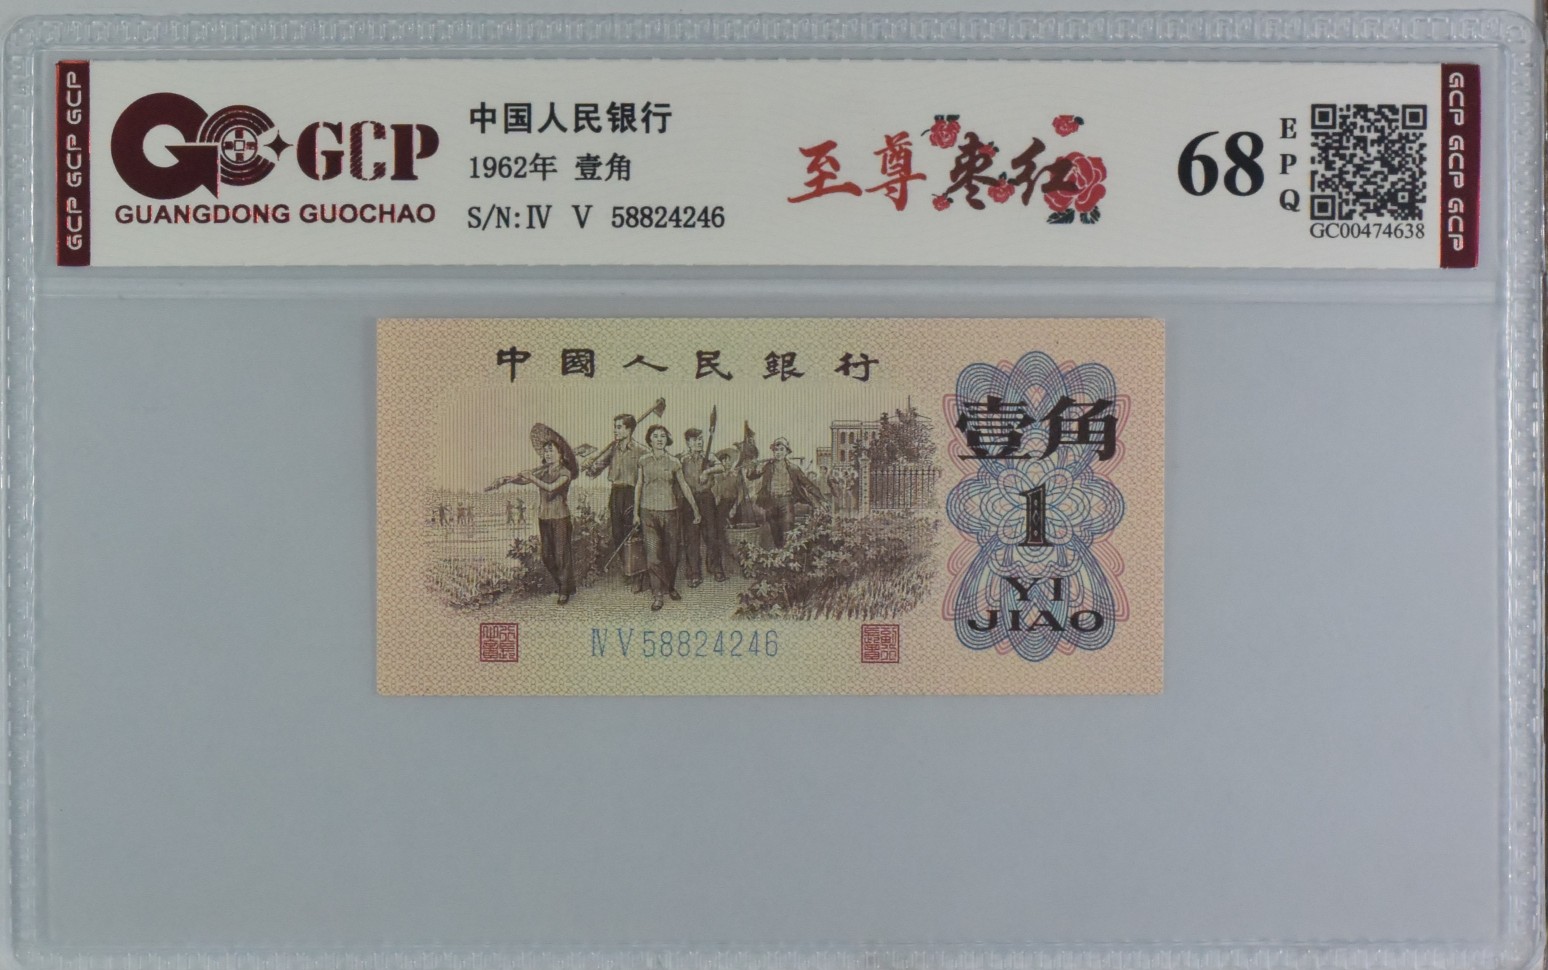 GCP GCP GCP
GCP
GUANGDONG GUOCHAO
中国人民银行
1962年 壹角
S/N:Ⅳ Ⅴ 58824246
至尊枣红
68
EPQ
GC00474638
GCP GCP GCP
中國人民銀行
壹角
1
YI
JIAO
Ⅳ Ⅴ 58824246